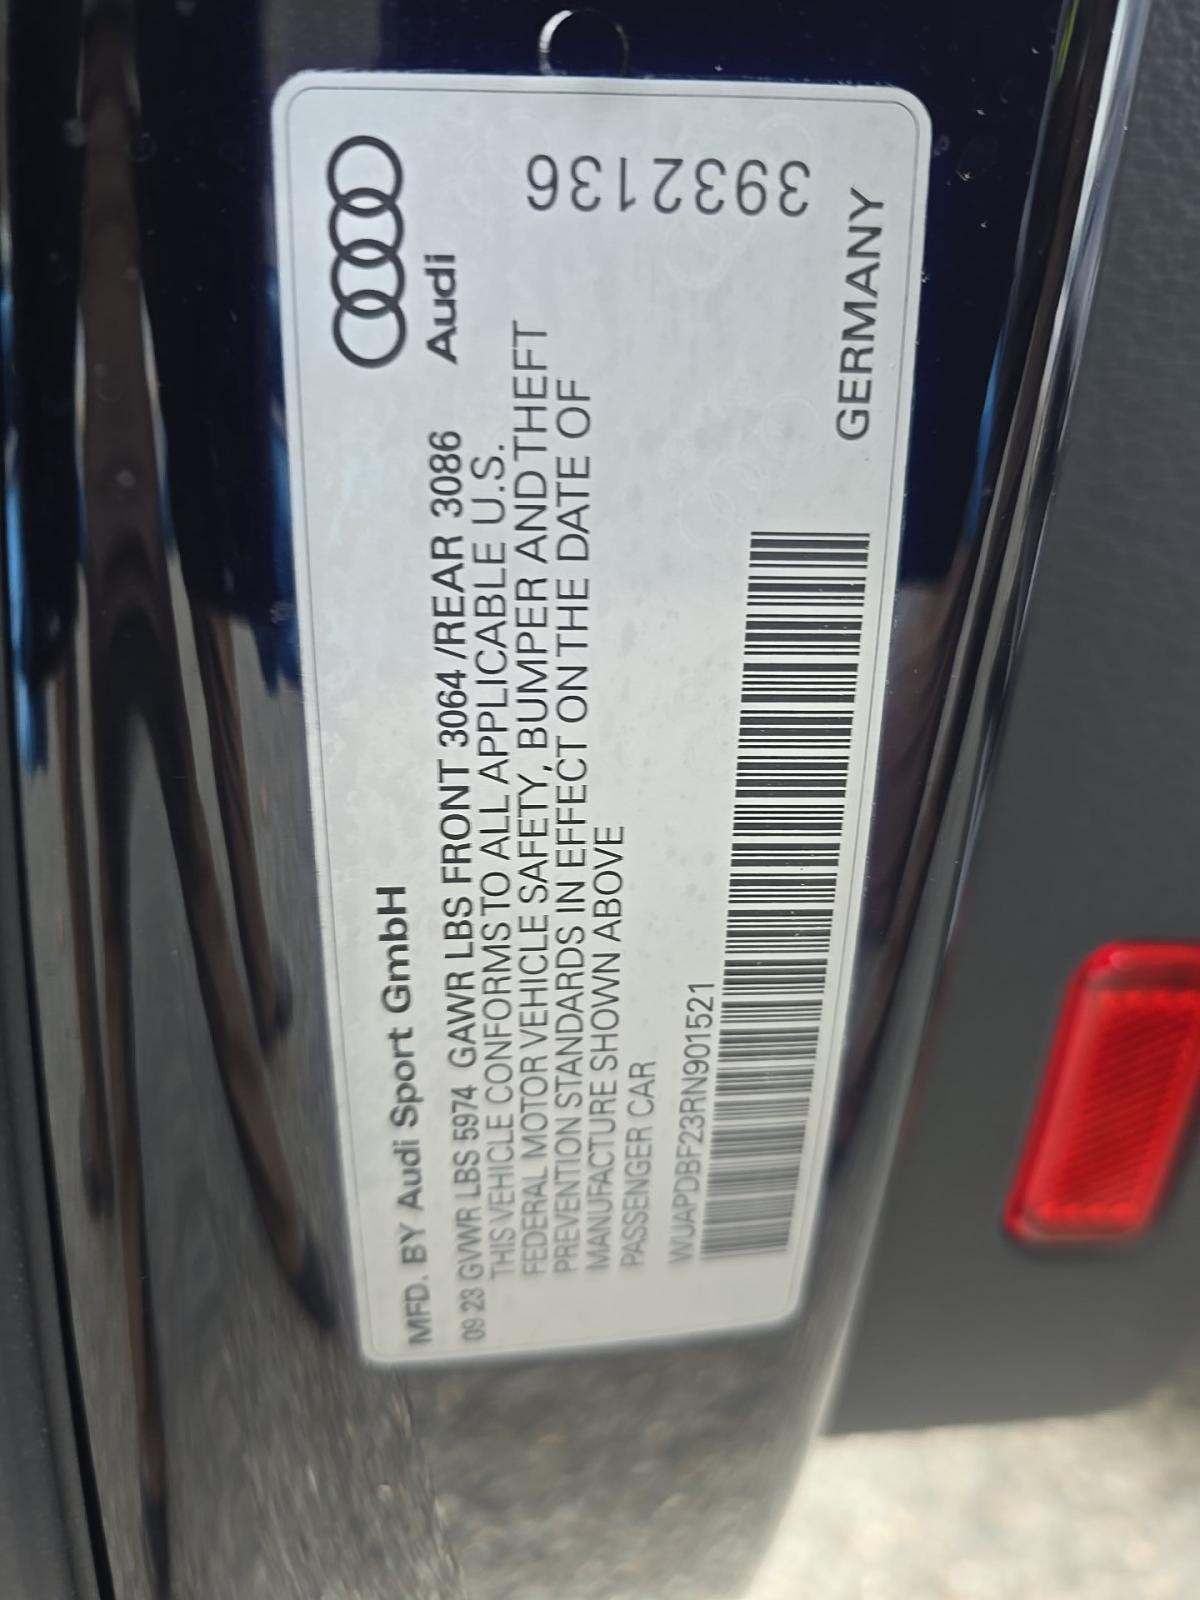 MFD. BY Audi Sport GmbH
09 23 GVWR LBS 5974 GAWR LBS FRONT 3064 /REAR 3086
Audi
THIS VEHICLE CONFORMS TO ALL APPLICABLE U.S.
FEDERAL MOTOR VEHICLE SAFETY, BUMPER AND THEFT
PREVENTION STANDARDS IN EFFECT ON THE DATE OF
MANUFACTURE SHOWN ABOVE
PASSENGER CAR
WUAPDBF23RN901521
3932136
GERMANY